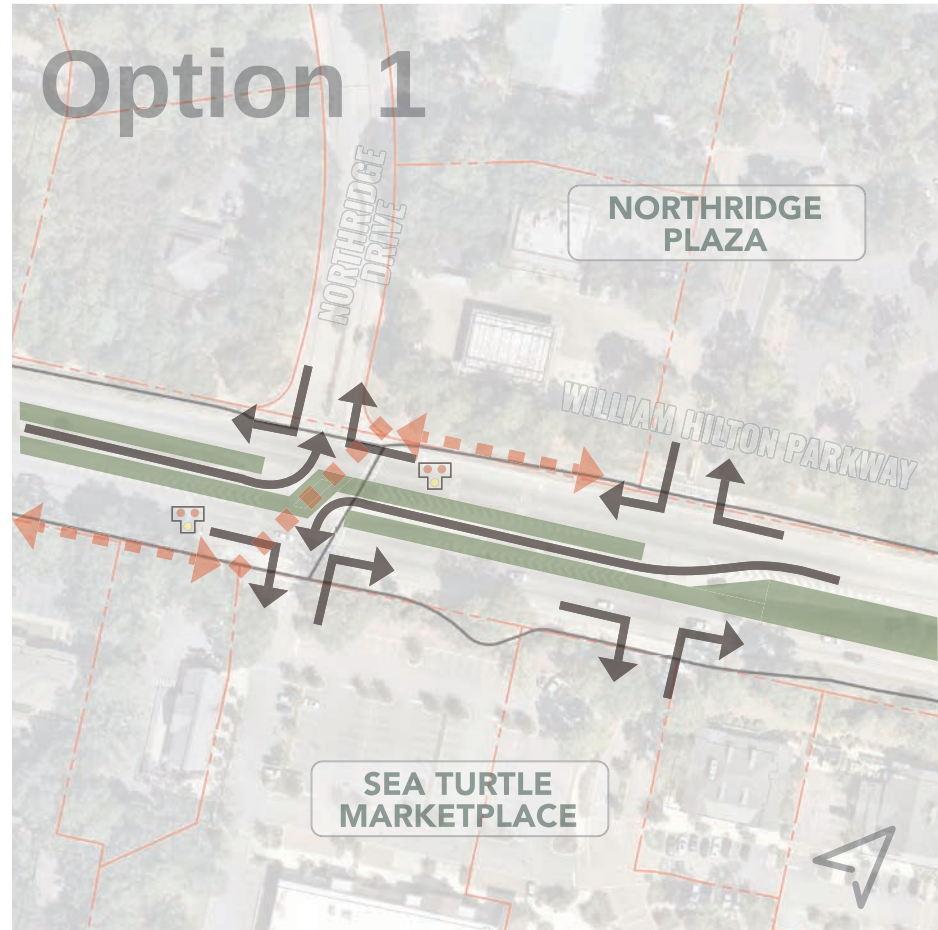 Option 1
NORTHRIDGE
DRIVE
NORTHRIDGE
PLAZA
WILLIAM HILTON PARKWAY
SEA TURTLE
MARKETPLACE